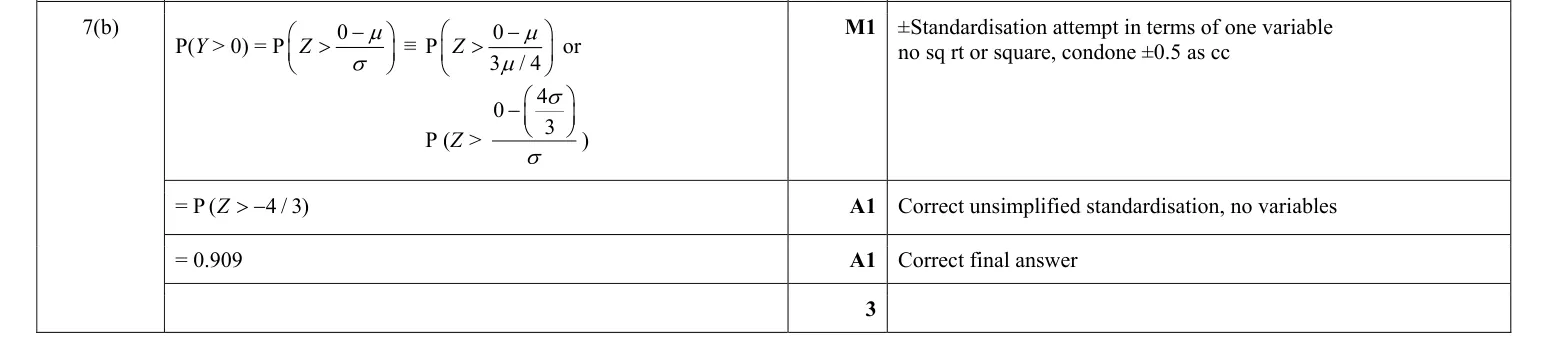 7(b) P(Y > 0) = P(Z > (0 − μ)/σ) ≡ P(Z > (0 − μ)/(3μ / 4)) or M1 ±Standardisation attempt in terms of one variable
no sq rt or square, condone ±0.5 as cc
P (Z > (0 − (4σ/3))/σ )
= P (Z > −4 / 3) A1 Correct unsimplified standardisation, no variables
= 0.909 A1 Correct final answer
3